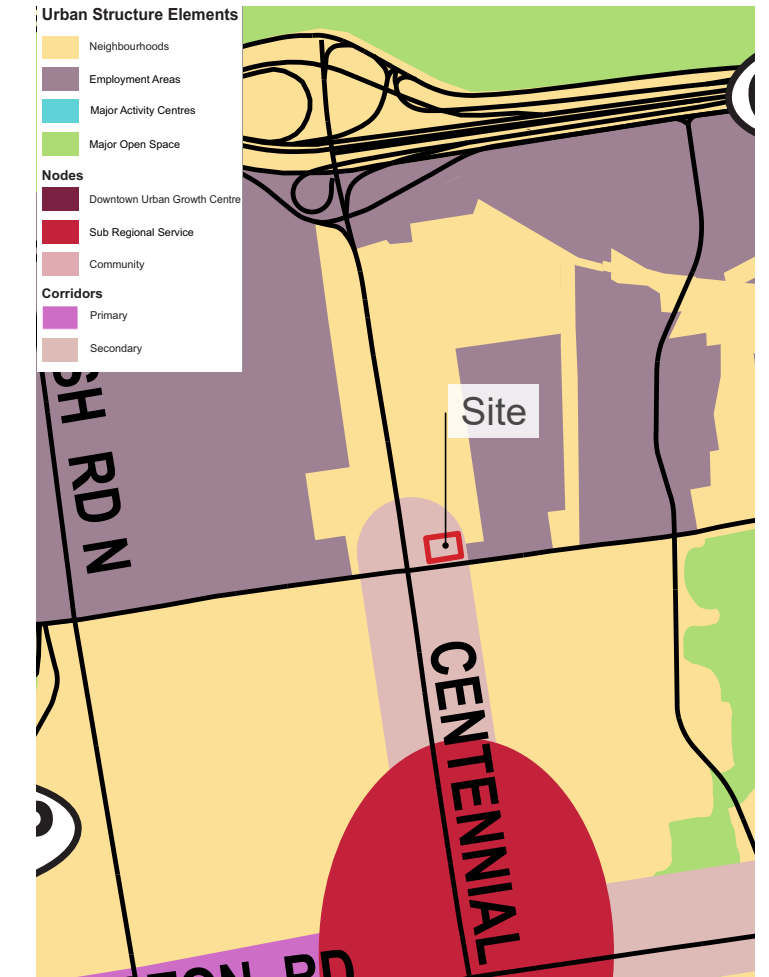 Urban Structure Elements
Neighbourhoods
Employment Areas
Major Activity Centres
Major Open Space
Nodes
Downtown Urban Growth Centre
Sub Regional Service
Community
Corridors
Primary
Secondary
RD N
Site
CENTENNIAL
RD